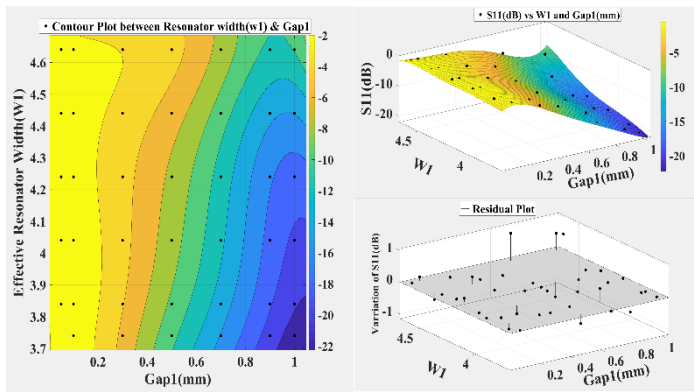 • Contour Plot between Resonator width(w1) & Gap1
Effective Resonator Width(W1)
4.6
4.5
4.4
4.3
4.2
4.1
4
3.9
3.8
3.7
0.2 0.4 0.6 0.8 1
Gap1(mm)
-2
-4
-6
-8
-10
-12
-14
-16
-18
-20
-22
• S11(dB) vs W1 and Gap1(mm)
S11(dB)
0
-10
-20
4.5
4
W1
0.2 0.4 0.6 0.8 1
Gap1(mm)
-5
-10
-15
-20
— Residual Plot
Varriation of S11(dB)
1
0
-1
4.5
4
W1
0.2 0.4 0.6 0.8 1
Gap1(mm)